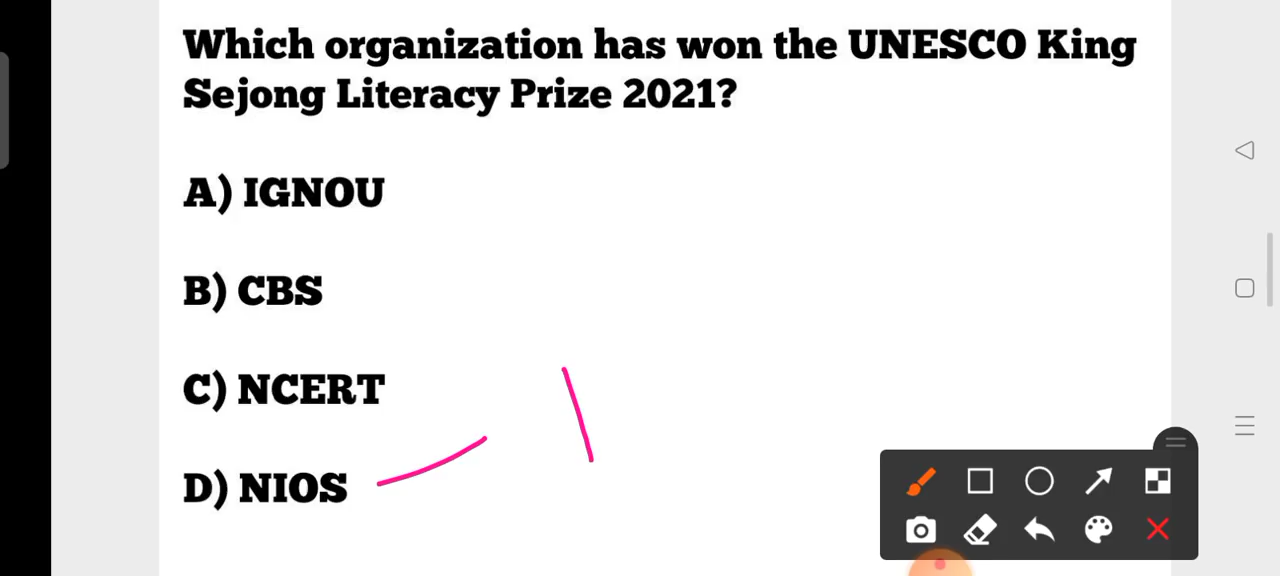 Which organization has won the UNESCO King
Sejong Literacy Prize 2021?
A) IGNOU
B) CBS
C) NCERT
D) NIOS